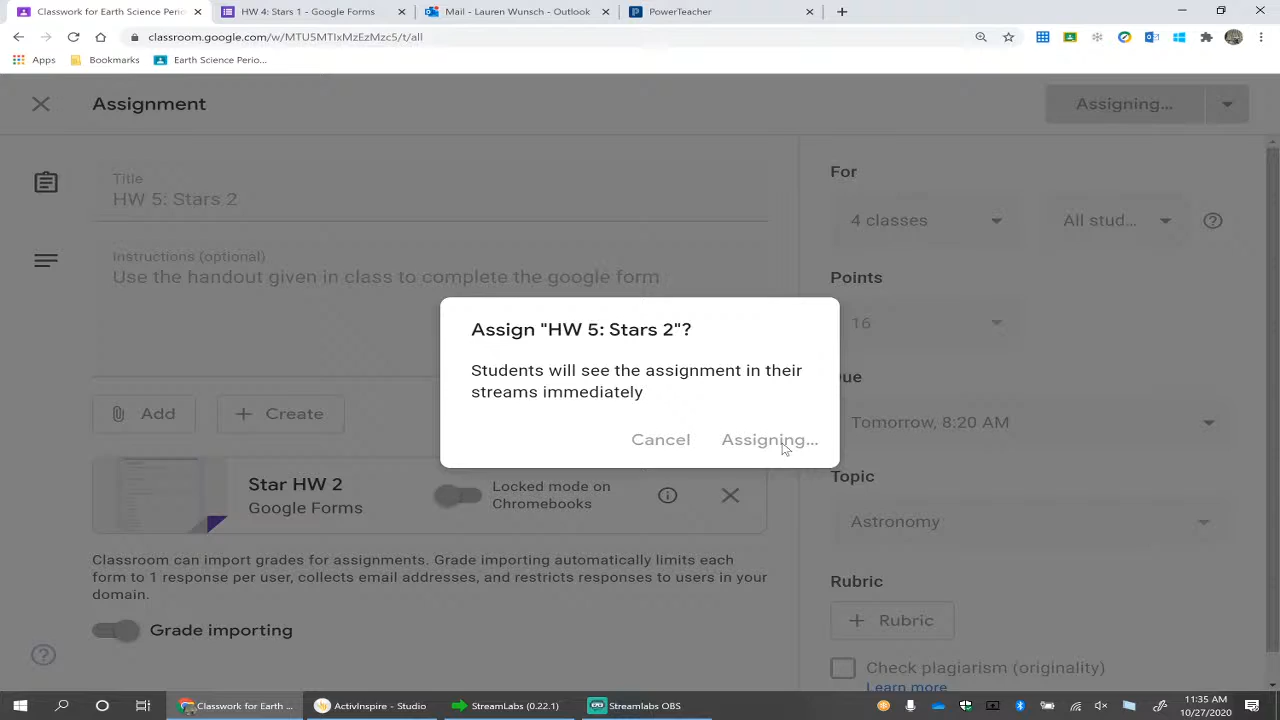 Classwork for Earth Science Peri
HW 4: Stars 1 - Google Forms
Mail - Lauren Wunsch - Outlook
PowerTeacher
classroom.google.com/w/MTU5MTIxMzEzMzc5/t/all
Apps
Bookmarks
Earth Science Perio...
Assignment
Assigning...
Title
HW 5: Stars 2
Instructions (optional)
Use the handout given in class to complete the google form
For
4 classes
All stud...
Points
16
Due
Tomorrow, 8:20 AM
Topic
Astronomy
Rubric
Rubric
Check plagiarism (originality)
Learn more
Assign "HW 5: Stars 2"?
Students will see the assignment in their
streams immediately
Cancel
Assigning...
Add
Create
Star HW 2
Google Forms
Locked mode on
Chromebooks
Classroom can import grades for assignments. Grade importing automatically limits each
form to 1 response per user, collects email addresses, and restricts responses to users in your
domain.
Grade importing
Classwork for Earth ...
ActivInspire - Studio
StreamLabels (0.22.1)
Streamlabs OBS
11:35 AM
10/27/2020